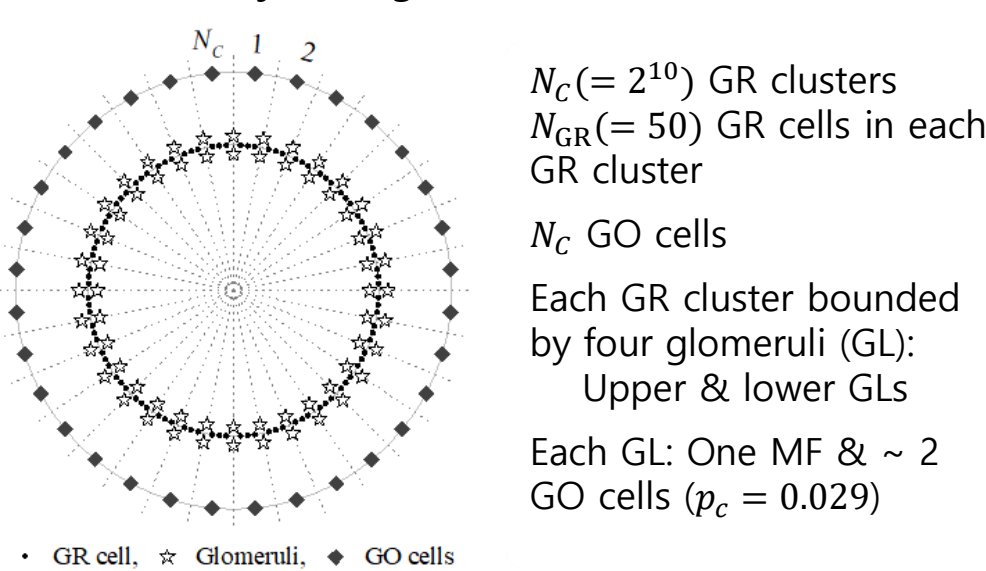 N_C 1 2
N_C(= 2^10) GR clusters
N_GR(= 50) GR cells in each
GR cluster
N_C GO cells
Each GR cluster bounded
by four glomeruli (GL):
Upper & lower GLs
Each GL: One MF & ~ 2
GO cells (p_c = 0.029)
• GR cell, ☆ Glomeruli, ◆ GO cells